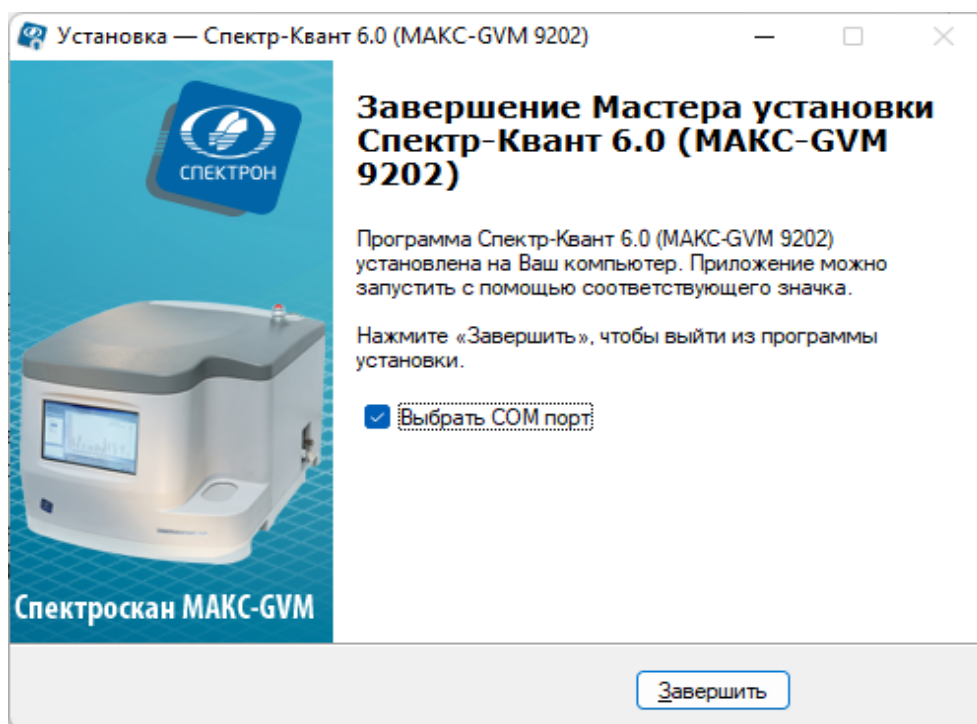 Установка — Спектр-Квант 6.0 (МАКС-GVM 9202)
СПЕКТРОН
Спектроскан МАКС-GVM
Завершение Мастера установки
Спектр-Квант 6.0 (МАКС-GVM
9202)
Программа Спектр-Квант 6.0 (МАКС-GVM 9202)
установлена на Ваш компьютер. Приложение можно
запустить с помощью соответствующего значка.
Нажмите «Завершить», чтобы выйти из программы
установки.
Выбрать COM порт
Завершить